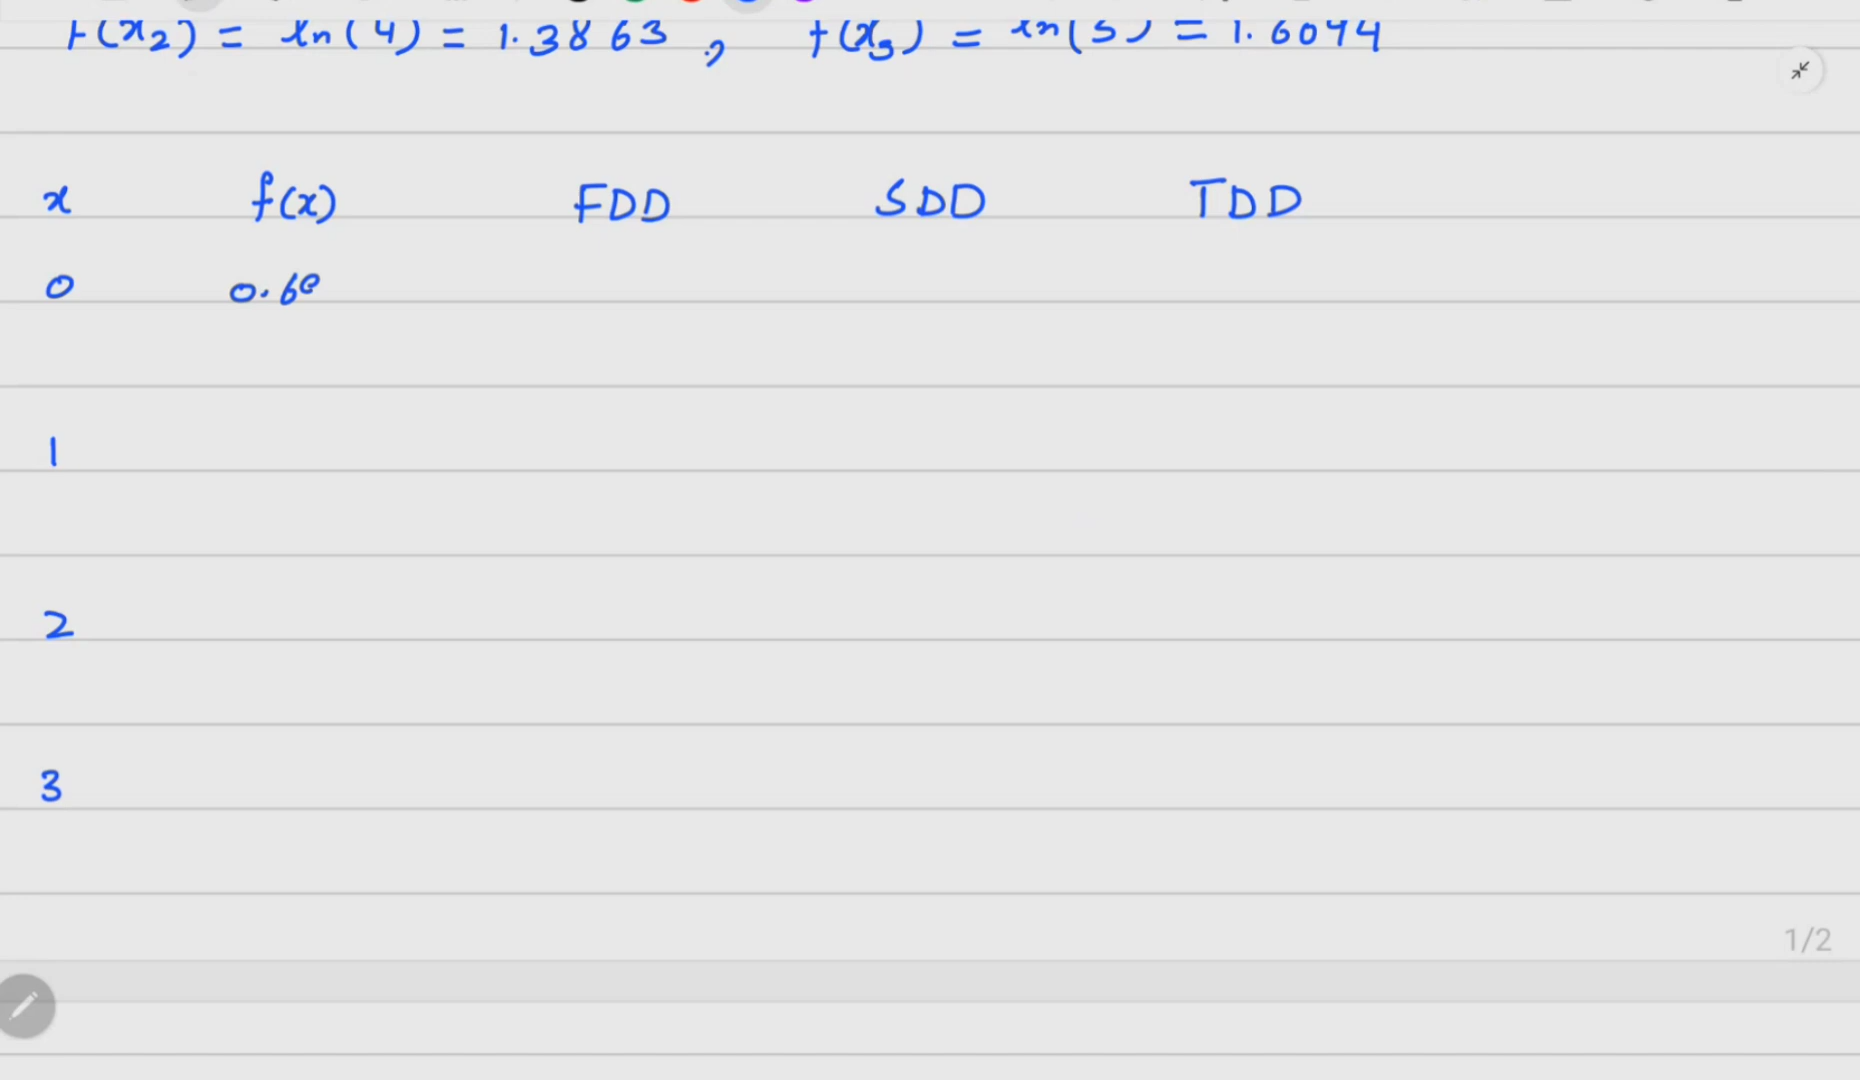 f(x₂) = ln(4) = 1.3863 , f(x₃) = ln(5) = 1.6094
x f(x) FDD SDD TDD
0 0.6
1
2
3
1/2